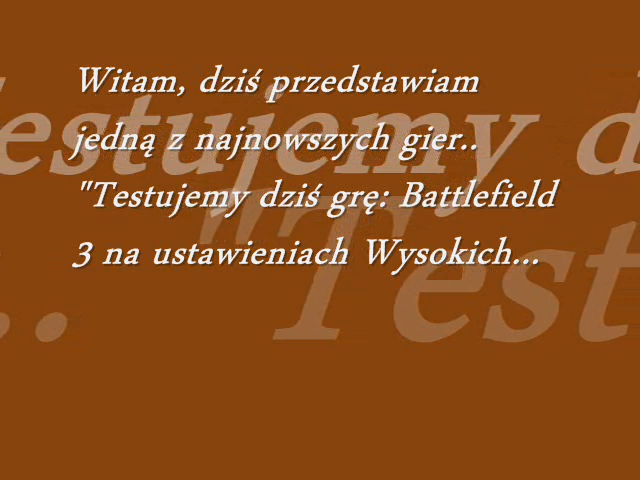 Witam, dziś przedstawiam
jedną z najnowszych gier..
"Testujemy dziś grę: Battlefield
3 na ustawieniach Wysokich...